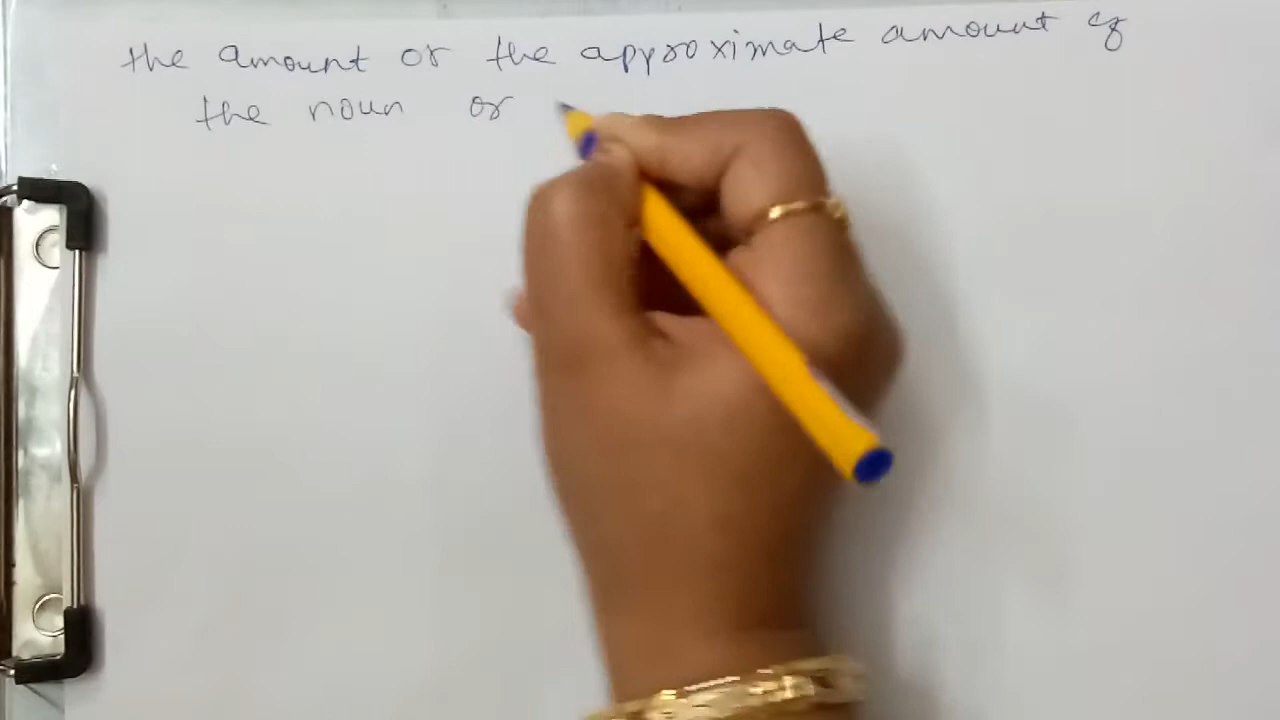 the amount or the approximate amount of
the noun or